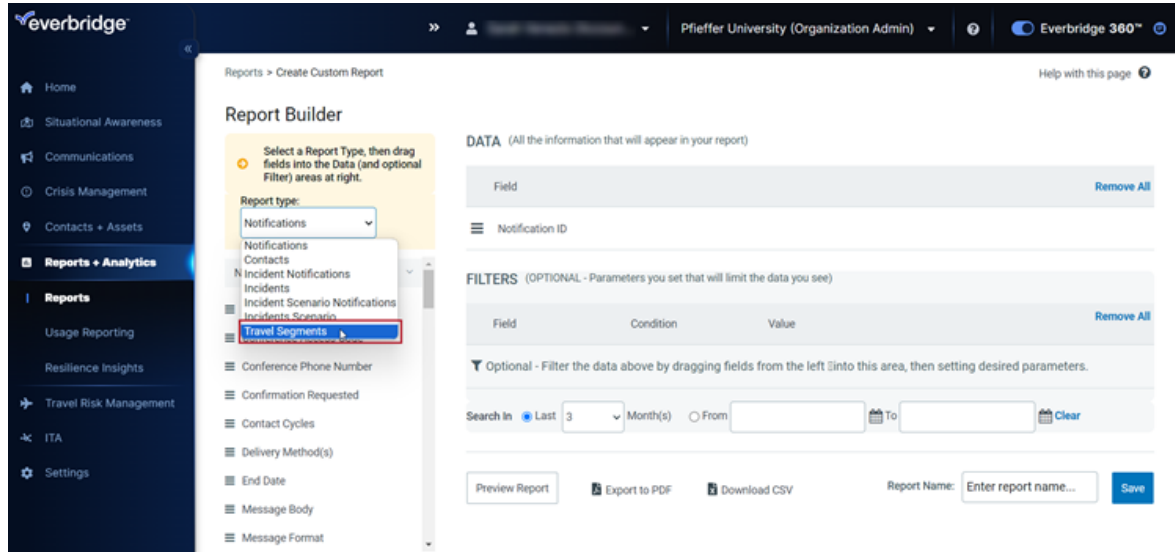 everbridge
»
Pfieffer University (Organization Admin)
Everbridge 360™
«
Home
Situational Awareness
Communications
Crisis Management
Contacts + Assets
Reports + Analytics
Reports
Usage Reporting
Resilience Insights
Travel Risk Management
ITA
Settings
Reports > Create Custom Report
Help with this page
Report Builder
Select a Report Type, then drag
fields into the Data (and optional
Filter) areas at right.
Report type:
Notifications
Notifications
Contacts
Incident Notifications
Incidents
Incident Scenario Notifications
Incidents Scenario
Travel Segments
Conference Phone Number
Confirmation Requested
Contact Cycles
Delivery Method(s)
End Date
Message Body
Message Format
DATA (All the information that will appear in your report)
Field Remove All
Notification ID
FILTERS (OPTIONAL - Parameters you set that will limit the data you see)
Field Condition Value Remove All
Optional - Filter the data above by dragging fields from the left into this area, then setting desired parameters.
Search In Last 3 Month(s) From To Clear
Preview Report Export to PDF Download CSV Report Name: Enter report name... Save